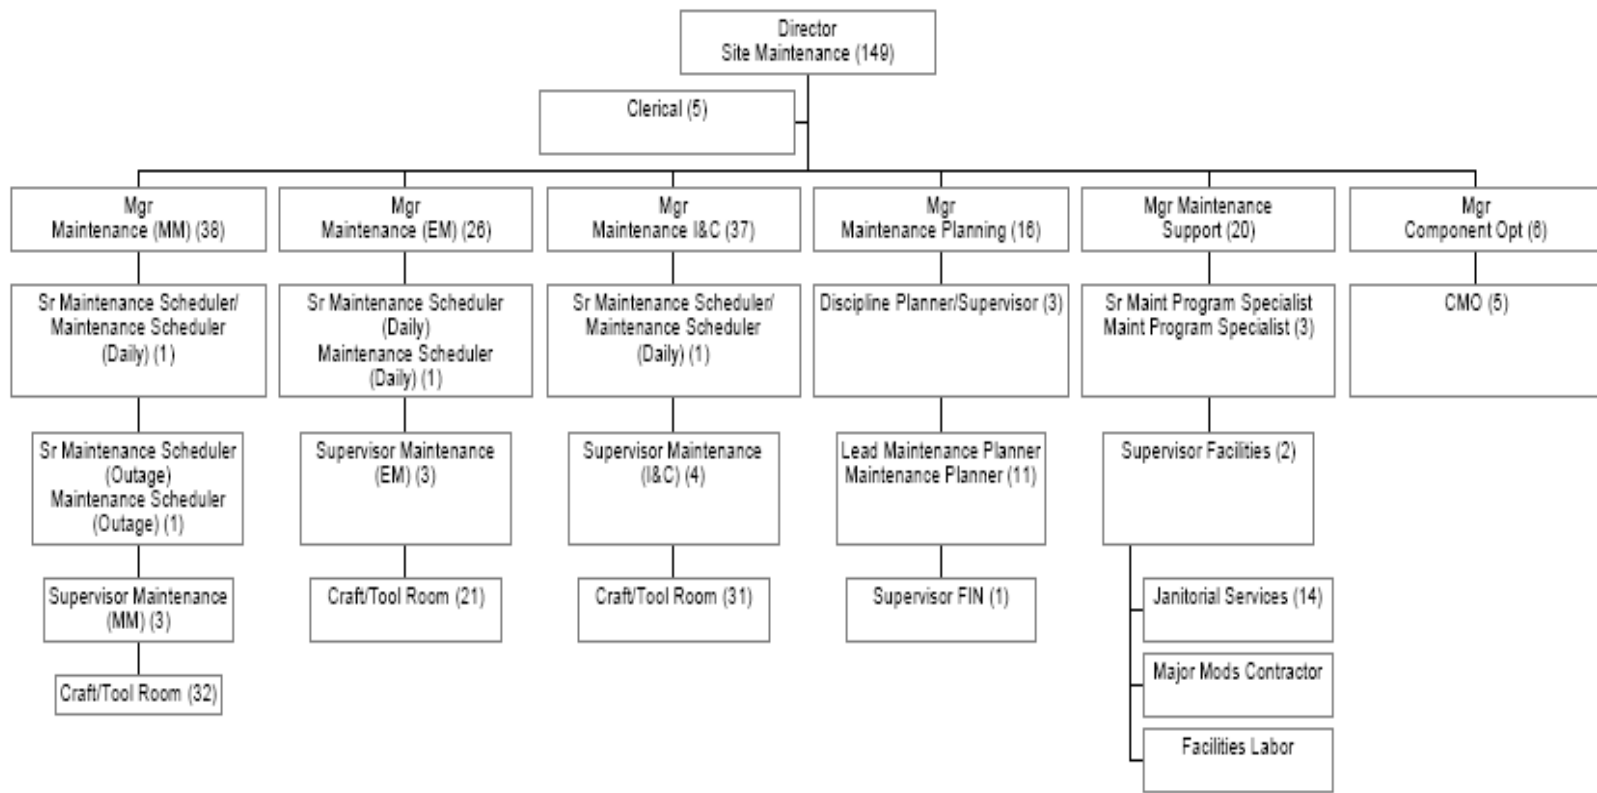 Director
Site Maintenance (149)
Clerical (5)
Mgr
Maintenance (MM) (38)
Mgr
Maintenance (EM) (26)
Mgr
Maintenance I&C (37)
Mgr
Maintenance Planning (16)
Mgr Maintenance
Support (20)
Mgr
Component Opt (6)
Sr Maintenance Scheduler/
Maintenance Scheduler
(Daily) (1)
Sr Maintenance Scheduler
(Daily)
Maintenance Scheduler
(Daily) (1)
Sr Maintenance Scheduler/
Maintenance Scheduler
(Daily) (1)
Discipline Planner/Supervisor (3)
Sr Maint Program Specialist
Maint Program Specialist (3)
CMO (5)
Sr Maintenance Scheduler
(Outage)
Maintenance Scheduler
(Outage) (1)
Supervisor Maintenance
(EM) (3)
Supervisor Maintenance
(I&C) (4)
Lead Maintenance Planner
Maintenance Planner (11)
Supervisor Facilities (2)
Supervisor Maintenance
(MM) (3)
Craft/Tool Room (21)
Craft/Tool Room (31)
Supervisor FIN (1)
Janitorial Services (14)
Craft/Tool Room (32)
Major Mods Contractor
Facilities Labor